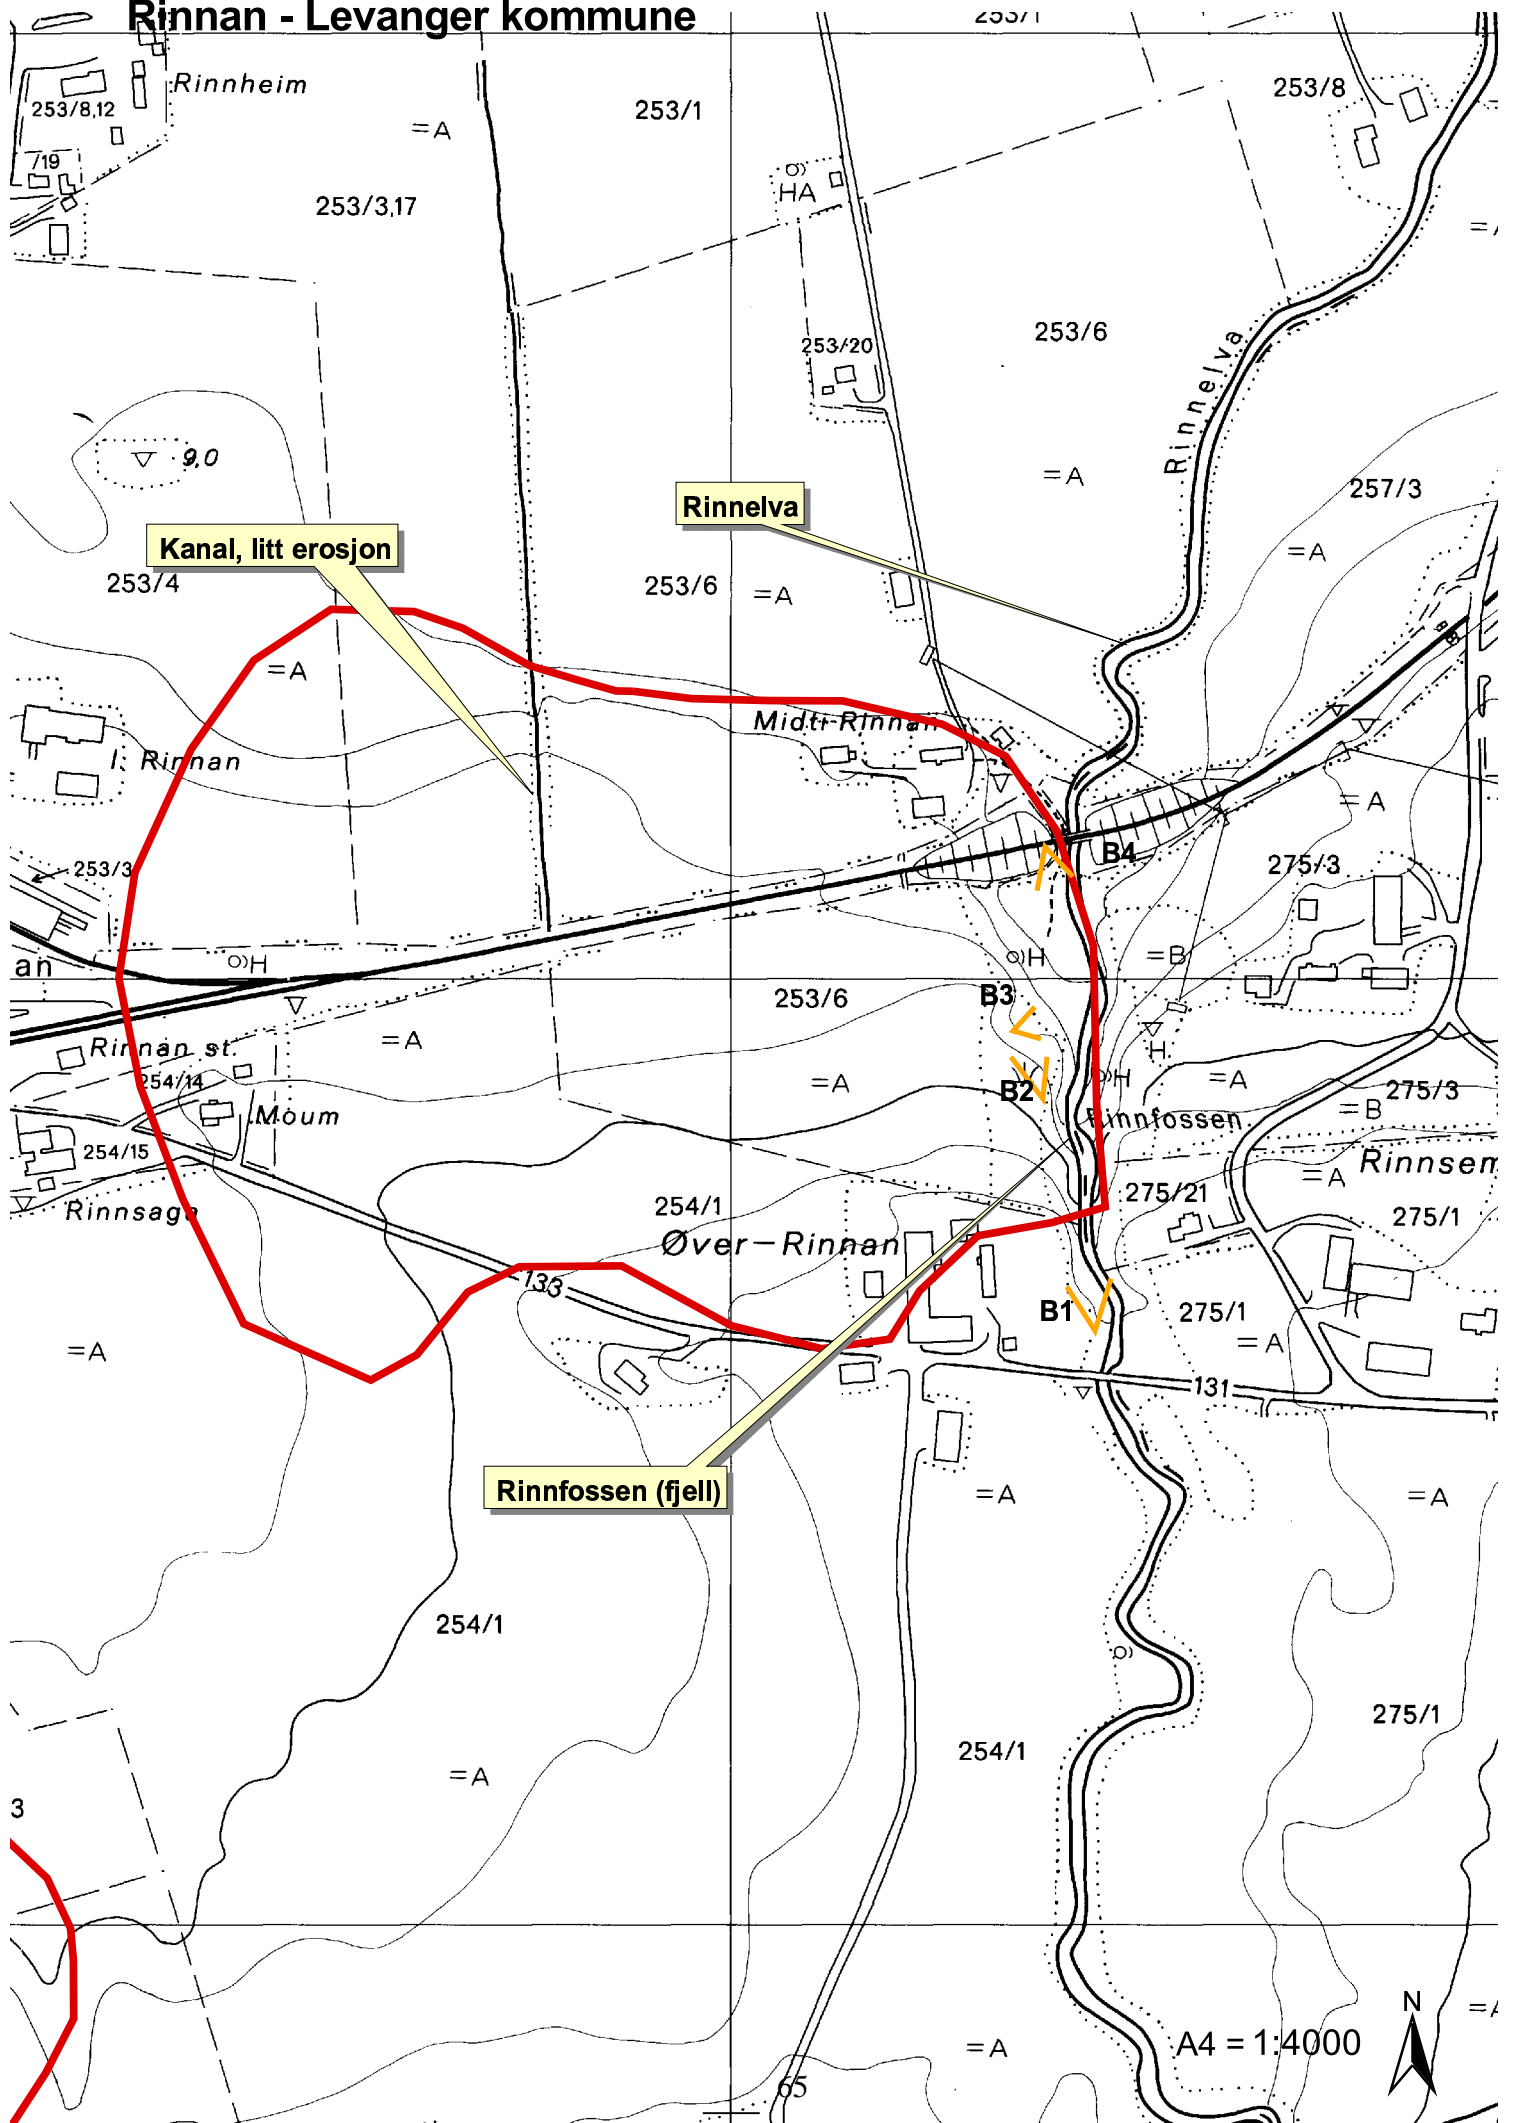 Rinnan - Levanger kommune
253/1
Rinnheim
253/8
253/8,12
253/1
=A
/19
HA
253/3,17
253/6
253/20
Rinnelva
9,0
=A
257/3
Rinnelva
Kanal, litt erosjon
=A
253/4
253/6
=A
=A
Midti-Rinnan
I. Rinnan
=A
B4
253/3
275/3
an
H
H
=B
B3
253/6
=A
Rinnan st.
H
254/14
=A
B2
H
=A
275/3
Moum
Rinnfossen
=B
254/15
Rinnsem
=A
275/21
Rinnsaga
254/1
275/1
Øver-Rinnan
133
B1
275/1
=A
=A
131
Rinnfossen (fjell)
=A
=A
254/1
275/1
254/1
=A
3
N
=A
A4 = 1:4000
=A
65